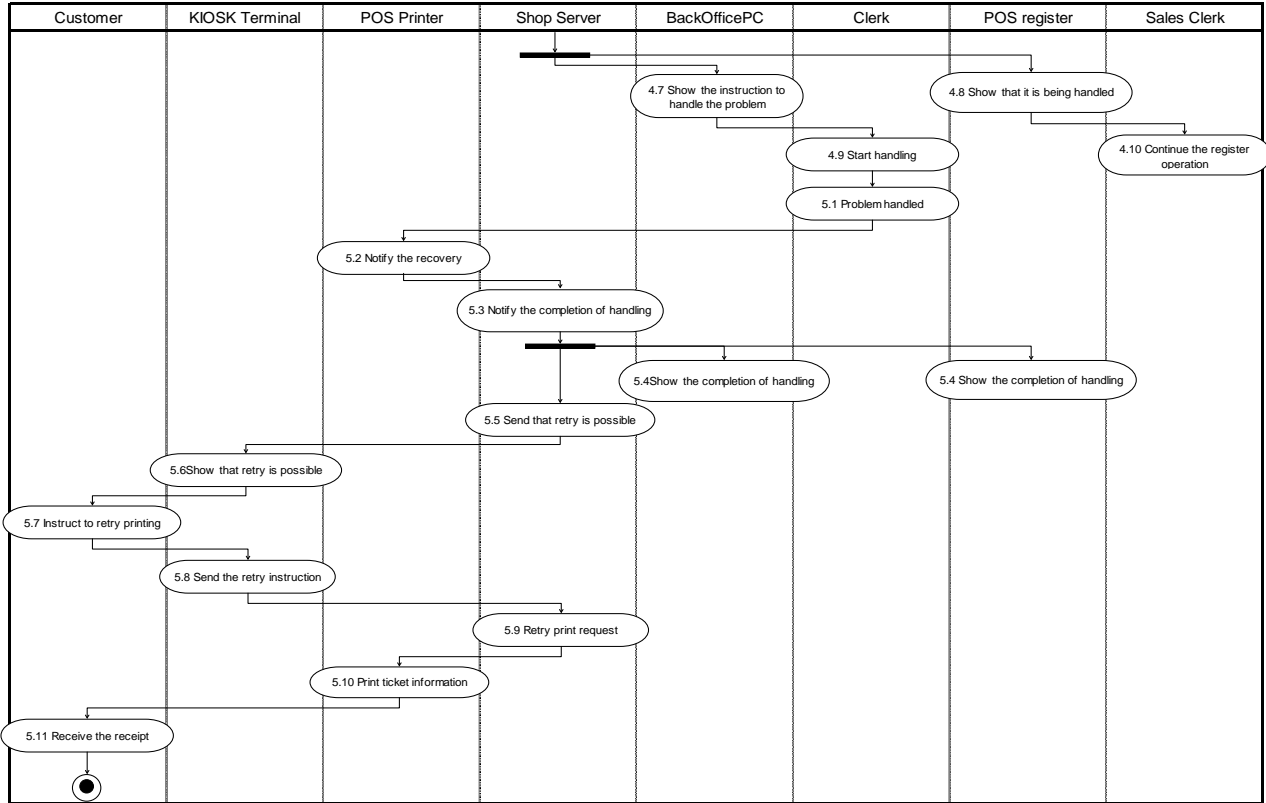 Customer
KIOSK Terminal
POS Printer
Shop Server
BackOfficePC
Clerk
POS register
Sales Clerk
4.7 Show the instruction to
handle the problem
4.8 Show that it is being handled
4.9 Start handling
4.10 Continue the register
operation
5.1 Problem handled
5.2 Notify the recovery
5.3 Notify the completion of handling
5.4Show the completion of handling
5.4 Show the completion of handling
5.5 Send that retry is possible
5.6Show that retry is possible
5.7 Instruct to retry printing
5.8 Send the retry instruction
5.9 Retry print request
5.10 Print ticket information
5.11 Receive the receipt